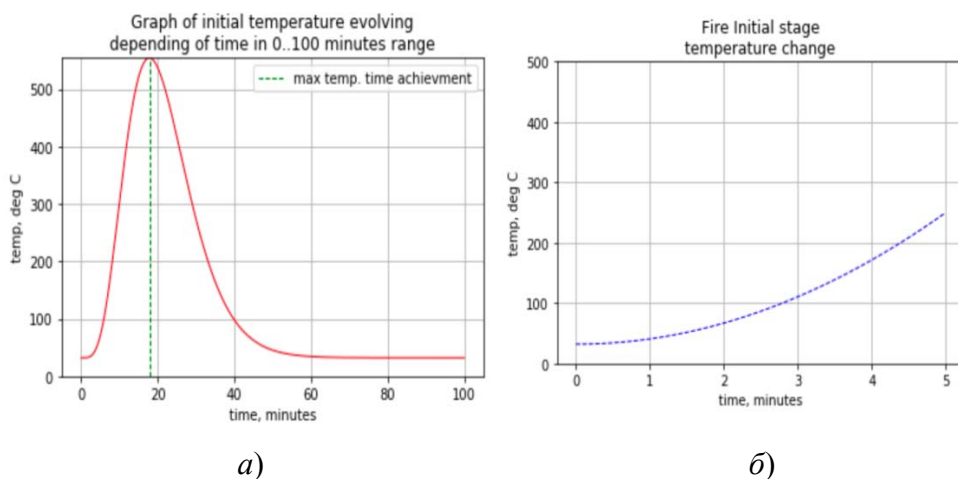 Graph of initial temperature evolving
depending of time in 0..100 minutes range
max temp. time achievment
500
400
300
200
100
0
temp, deg C
0
20
40
60
80
100
time, minutes
а)
Fire Initial stage
temperature change
500
400
300
200
100
0
temp, deg C
0
1
2
3
4
5
time, minutes
б)